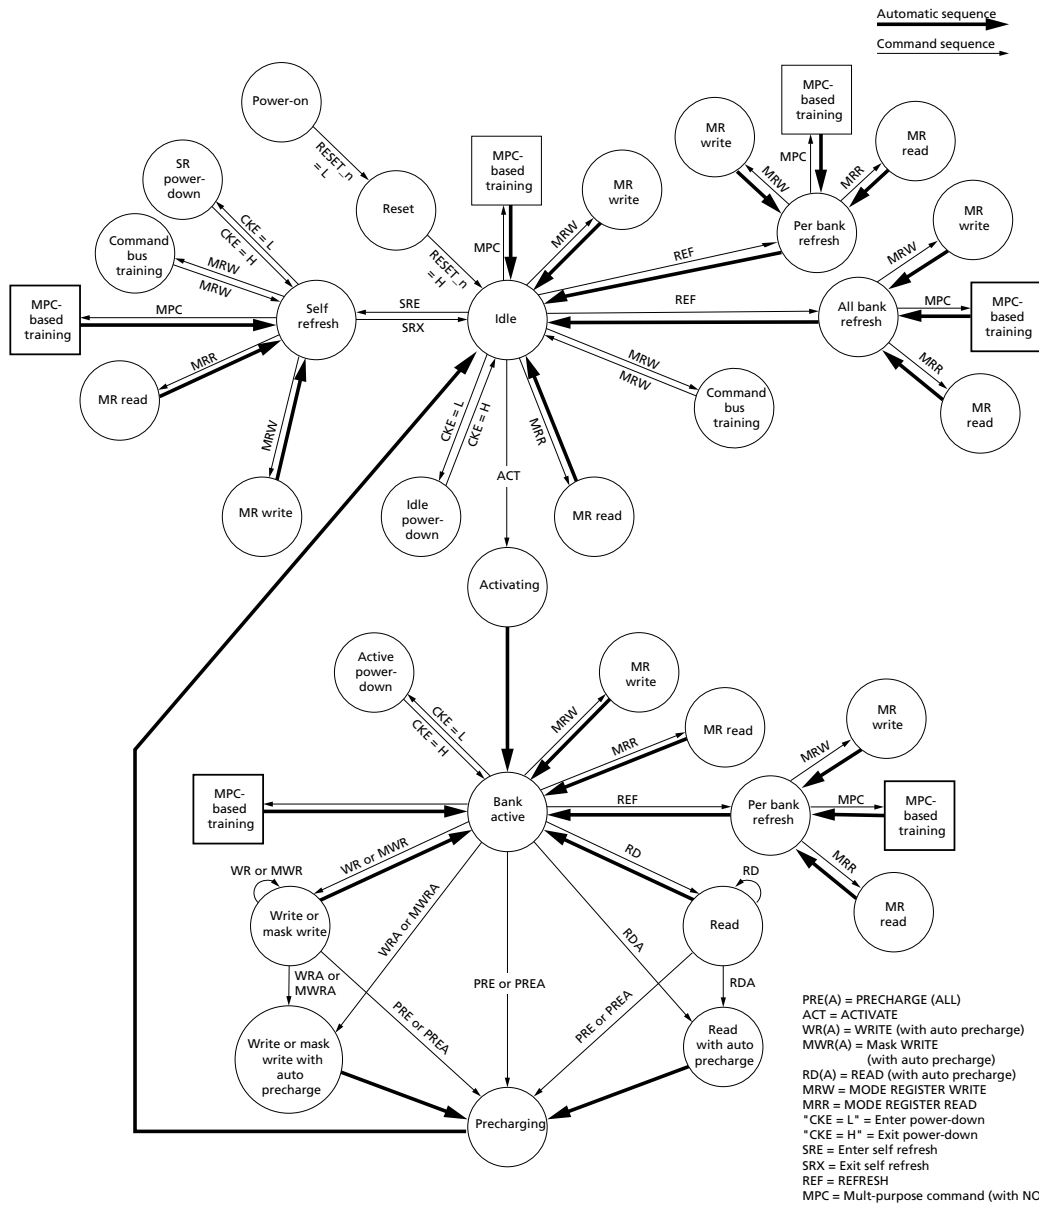 Automatic sequence
Command sequence
Power-on
RESET_n
= L
Reset
RESET_n
= H
SR
power-
down
CKE = L
CKE = H
Command
bus
training
MRW
MRW
MPC-
based
training
MPC
Self
refresh
SRE
SRX
MRR
MR read
MRW
MR write
MPC-
based
training
MPC
MR
write
MRW
Idle
REF
REF
MR
write
MRW
MPC-
based
training
MPC
MR
read
MRR
Per bank
refresh
MR
write
MRW
All bank
refresh
MPC
MPC-
based
training
MRR
MR
read
MRW
MRW
Command
bus
training
CKE = L
CKE = H
Idle
power-
down
ACT
MRR
MR read
Activating
Active
power-
down
CKE = L
CKE = H
MR
write
MRW
MRR
MR read
MPC-
based
training
Bank
active
REF
Per bank
refresh
MR
write
MRW
MPC
MPC-
based
training
MRR
MR
read
WR or MWR
WR or MWR
Write or
mask write
RD
RD
Read
WRA or MWRA
RDA
WRA or
MWRA
PRE or PREA
PRE or PREA
PRE or PREA
RDA
Write or mask
write with
auto
precharge
Read
with auto
precharge
Precharging
PRE(A) = PRECHARGE (ALL)
ACT = ACTIVATE
WR(A) = WRITE (with auto precharge)
MWR(A) = Mask WRITE
(with auto precharge)
RD(A) = READ (with auto precharge)
MRW = MODE REGISTER WRITE
MRR = MODE REGISTER READ
"CKE = L" = Enter power-down
"CKE = H" = Exit power-down
SRE = Enter self refresh
SRX = Exit self refresh
REF = REFRESH
MPC = Mult-purpose command (with NO